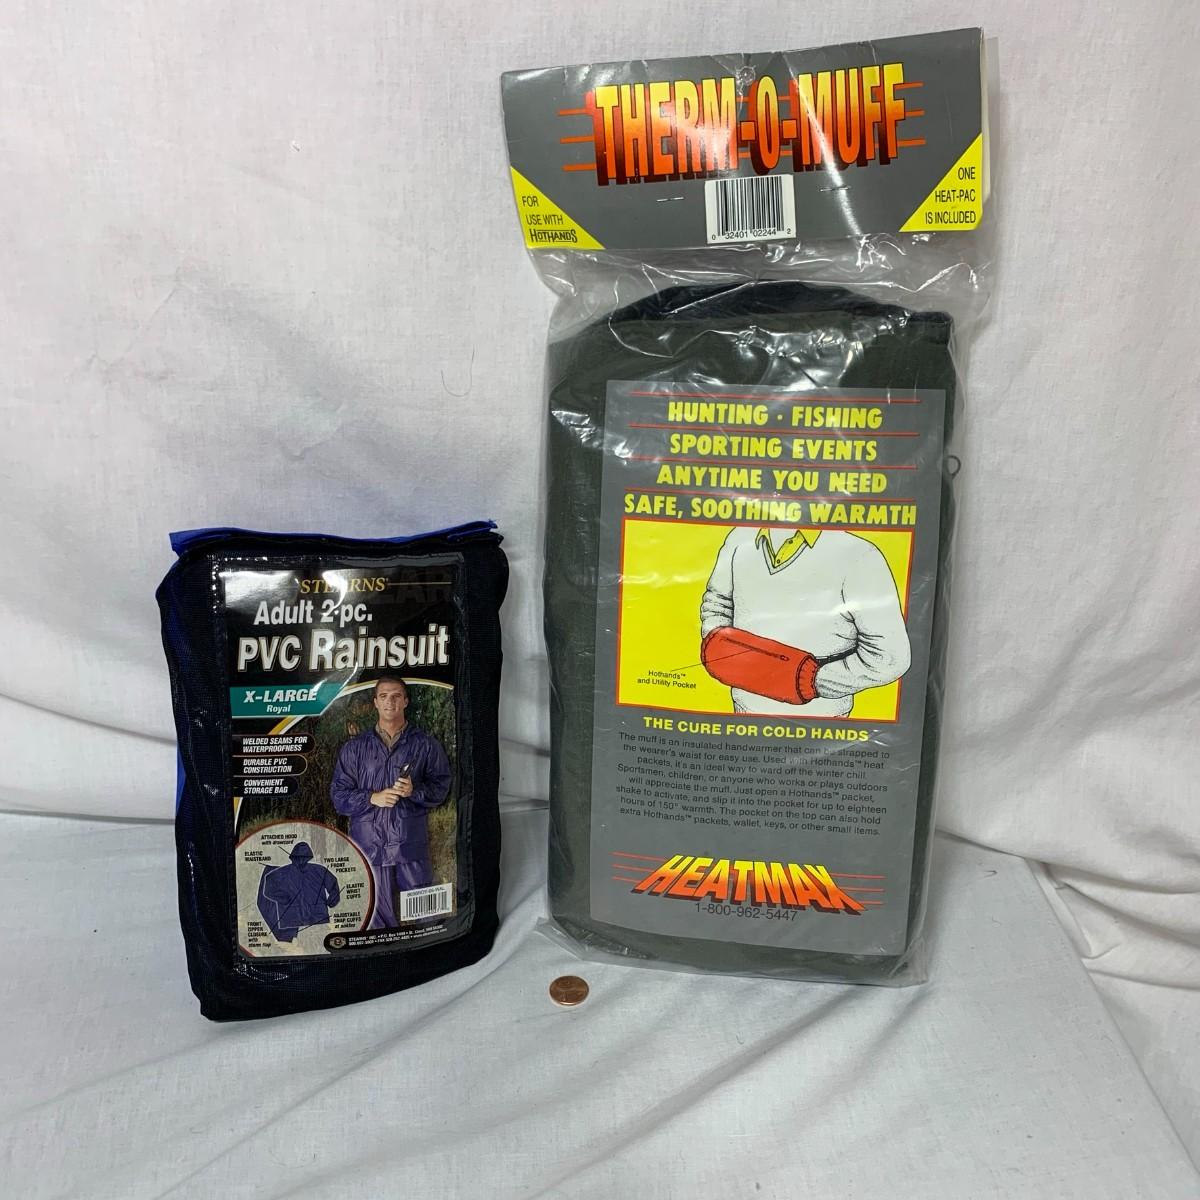 THERM-O-MUFF
FOR
USE WITH
HOTHANDS
0 32401 02244 2
ONE
HEAT-PAC
IS INCLUDED
HUNTING · FISHING
SPORTING EVENTS
ANYTIME YOU NEED
SAFE, SOOTHING WARMTH
Hothands™
and Utility Pocket
THE CURE FOR COLD HANDS
The muff is an insulated handwarmer that can be strapped to
the wearer's waist for easy use. Used with Hothands™ heat
packets, it's an ideal way to ward off the winter chill.
Sportsmen, children, or anyone who works or plays outdoors
will appreciate the muff. Just open a Hothands™ packet,
shake to activate, and slip it into the pocket for up to eighteen
hours of 150° warmth. The pocket on the top can also hold
extra Hothands™ packets, wallet, keys, or other small items.
HEATMAX
1-800-962-5447
STEARNS
Adult 2-pc.
PVC Rainsuit
X-LARGE
Royal
WELDED SEAMS FOR
WATERPROOFNESS
DURABLE PVC
CONSTRUCTION
CONVENIENT
STORAGE BAG
ATTACHED HOOD
with drawcord
ELASTIC
WAISTBAND
TWO LARGE
FRONT
POCKETS
ELASTIC
WRIST
CUFFS
ADJUSTABLE
SNAP CUFFS
at ankles
FRONT
ZIPPER
CLOSURE
with
storm flap